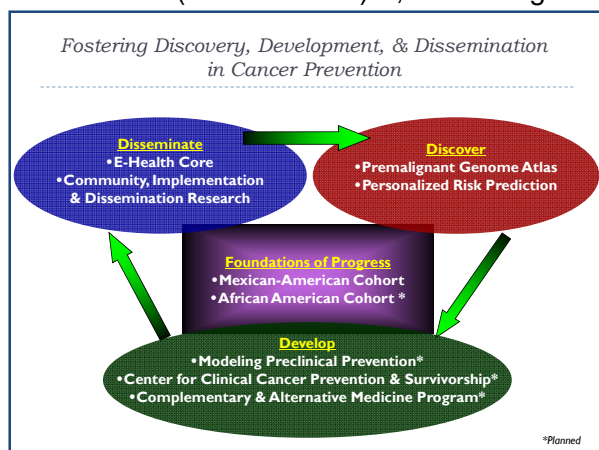 Fostering Discovery, Development, & Dissemination
in Cancer Prevention
Disseminate
•E-Health Core
•Community, Implementation
& Dissemination Research
Discover
•Premalignant Genome Atlas
•Personalized Risk Prediction
Foundations of Progress
•Mexican-American Cohort
•African American Cohort *
Develop
•Modeling Preclinical Prevention*
•Center for Clinical Cancer Prevention & Survivorship*
•Complementary & Alternative Medicine Program*
*Planned